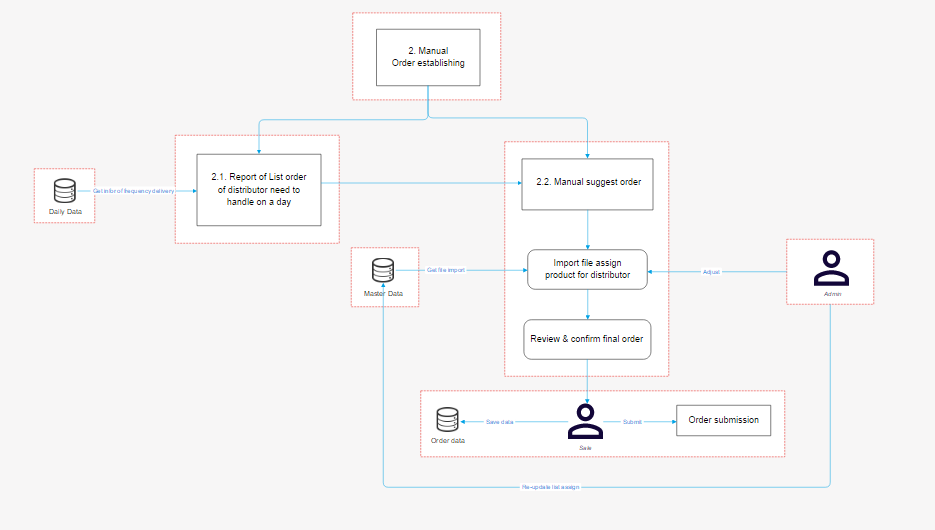 2. Manual
Order establishing
2.1. Report of List order
of distributor need to
handle on a day
2.2. Manual suggest order
Get infor of frequency delivery
Daily Data
Import file assign
product for distributor
Get file import
Master Data
Adjust
Admin
Review & confirm final order
Order data
Save data
Sale
Submit
Order submission
Re-update list assign